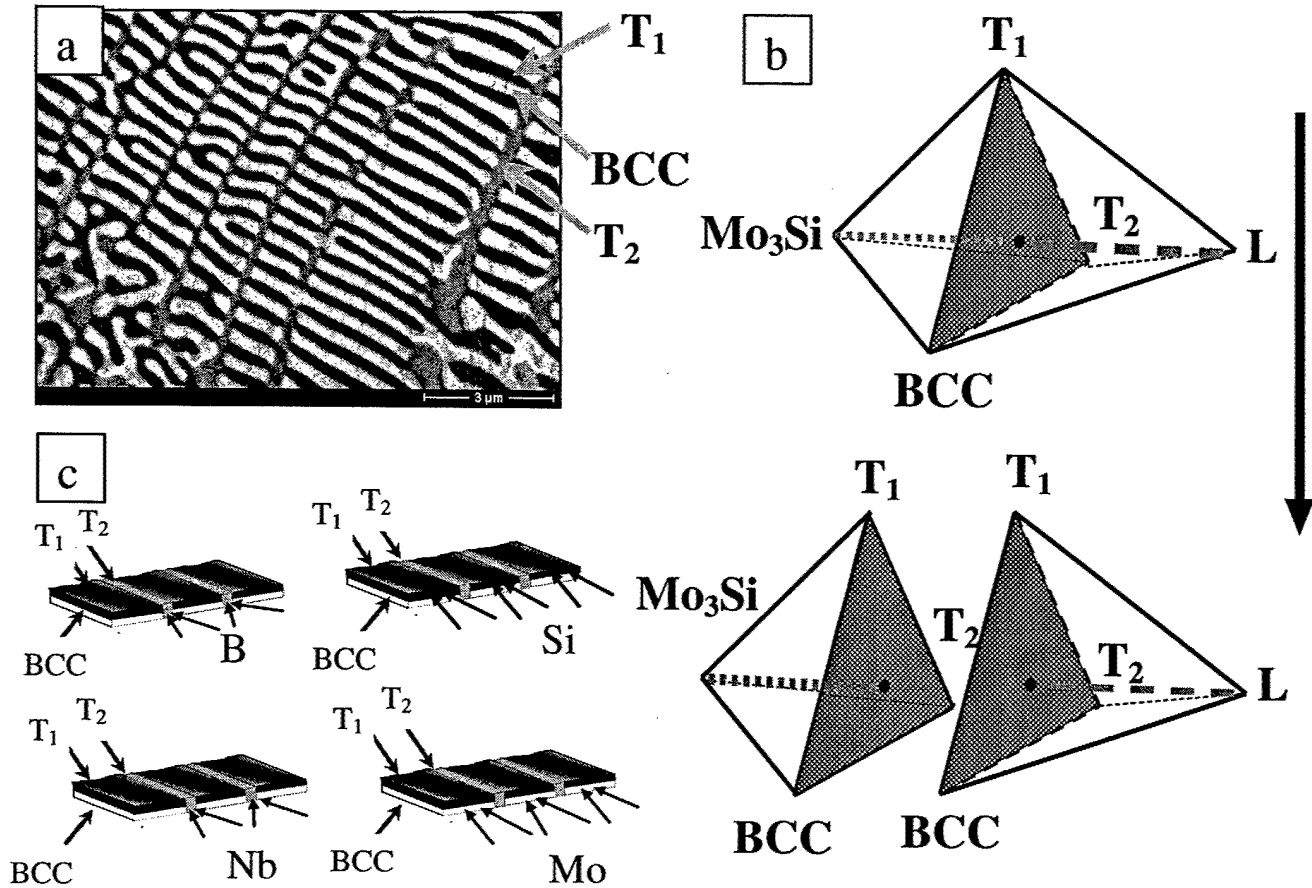 a
T₁
BCC
T₂
3 μm
b
T₁
Mo₃Si
T₂
L
BCC
T₁
T₁
Mo₃Si
T₂
T₂
L
BCC
BCC
c
T₁
T₂
BCC
B
T₁
T₂
BCC
Si
T₁
T₂
BCC
Nb
T₁
T₂
BCC
Mo